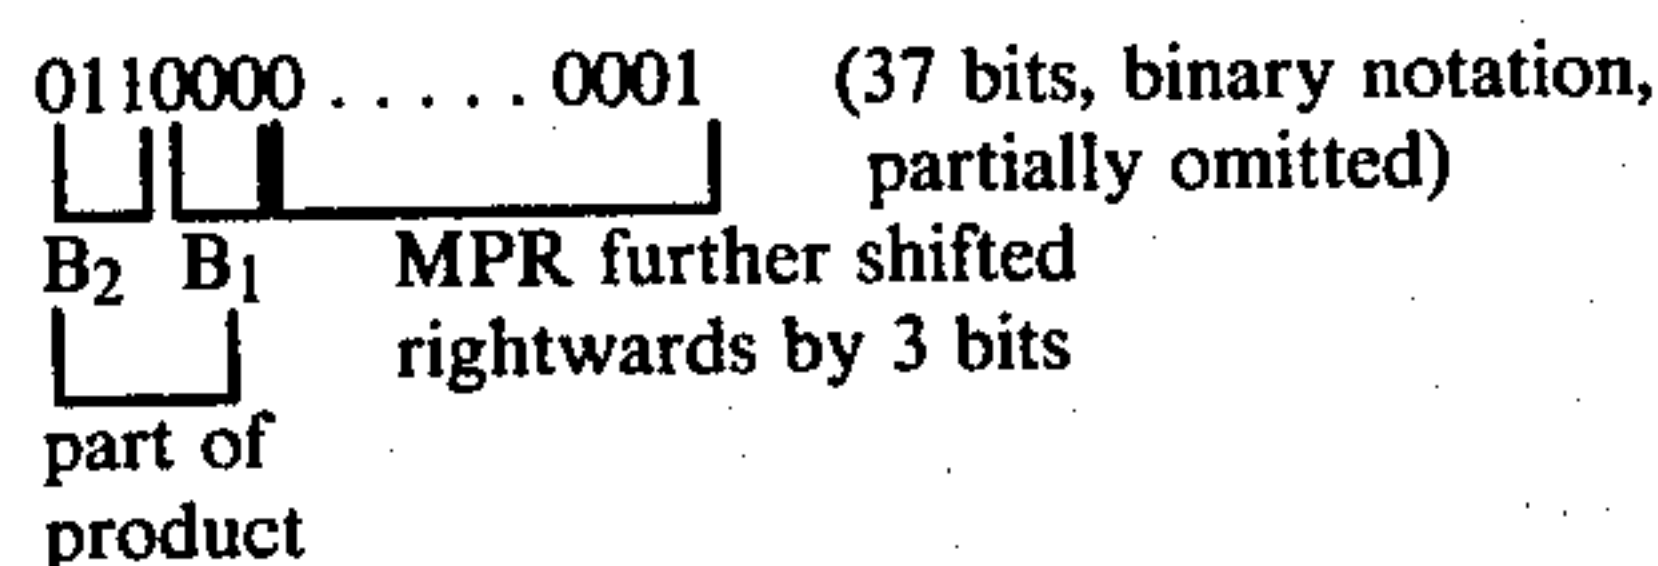 0110000 . . . . . 0001 (37 bits, binary notation,
partially omitted)
B2 B1 MPR further shifted
rightwards by 3 bits
part of
product